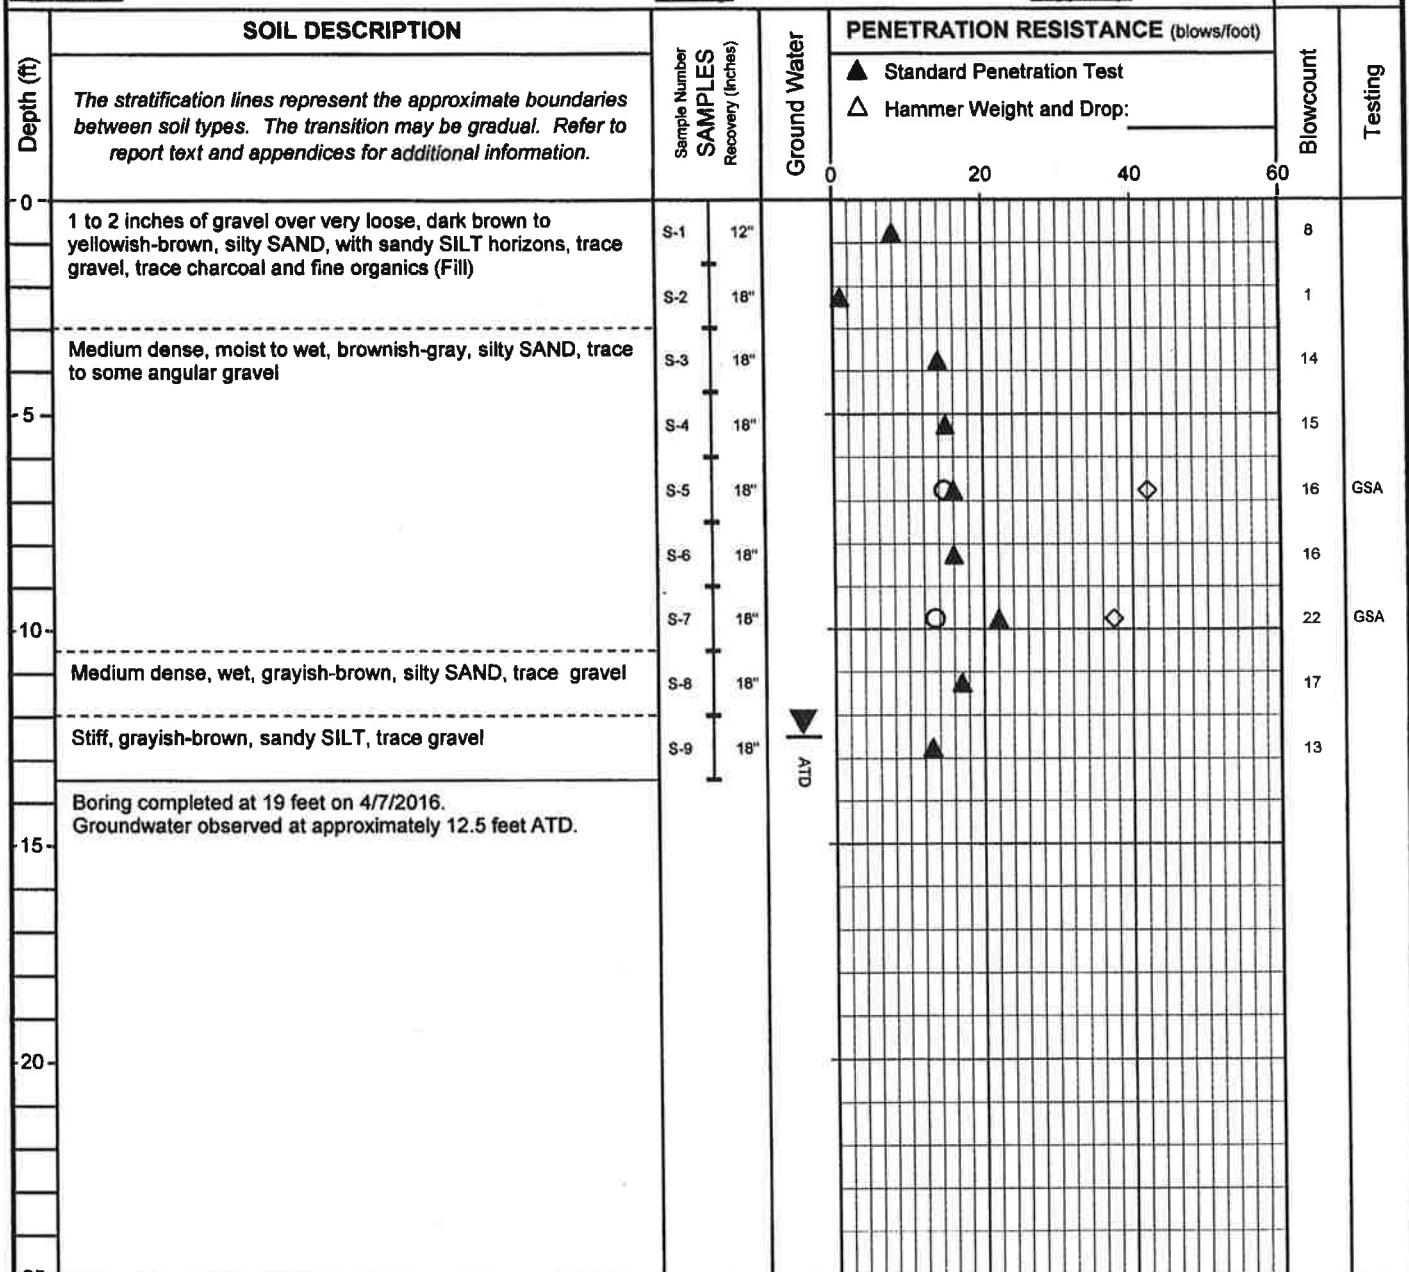 SOIL DESCRIPTION
PENETRATION RESISTANCE (blows/foot)
Depth (ft)
The stratification lines represent the approximate boundaries
between soil types. The transition may be gradual. Refer to
report text and appendices for additional information.
Sample Number
SAMPLES
Recovery (Inches)
Ground Water
▲ Standard Penetration Test
△ Hammer Weight and Drop:
Blowcount
Testing
0 20 40 60
0
1 to 2 inches of gravel over very loose, dark brown to
yellowish-brown, silty SAND, with sandy SILT horizons, trace
gravel, trace charcoal and fine organics (Fill)
S-1 12" 8
S-2 18" 1
Medium dense, moist to wet, brownish-gray, silty SAND, trace
to some angular gravel
S-3 18" 14
5
S-4 18" 15
S-5 18" 16 GSA
S-6 18" 16
S-7 18" 22 GSA
10
Medium dense, wet, grayish-brown, silty SAND, trace gravel
S-8 18" 17
Stiff, grayish-brown, sandy SILT, trace gravel
S-9 18" 13
ATD
Boring completed at 19 feet on 4/7/2016.
Groundwater observed at approximately 12.5 feet ATD.
15
20